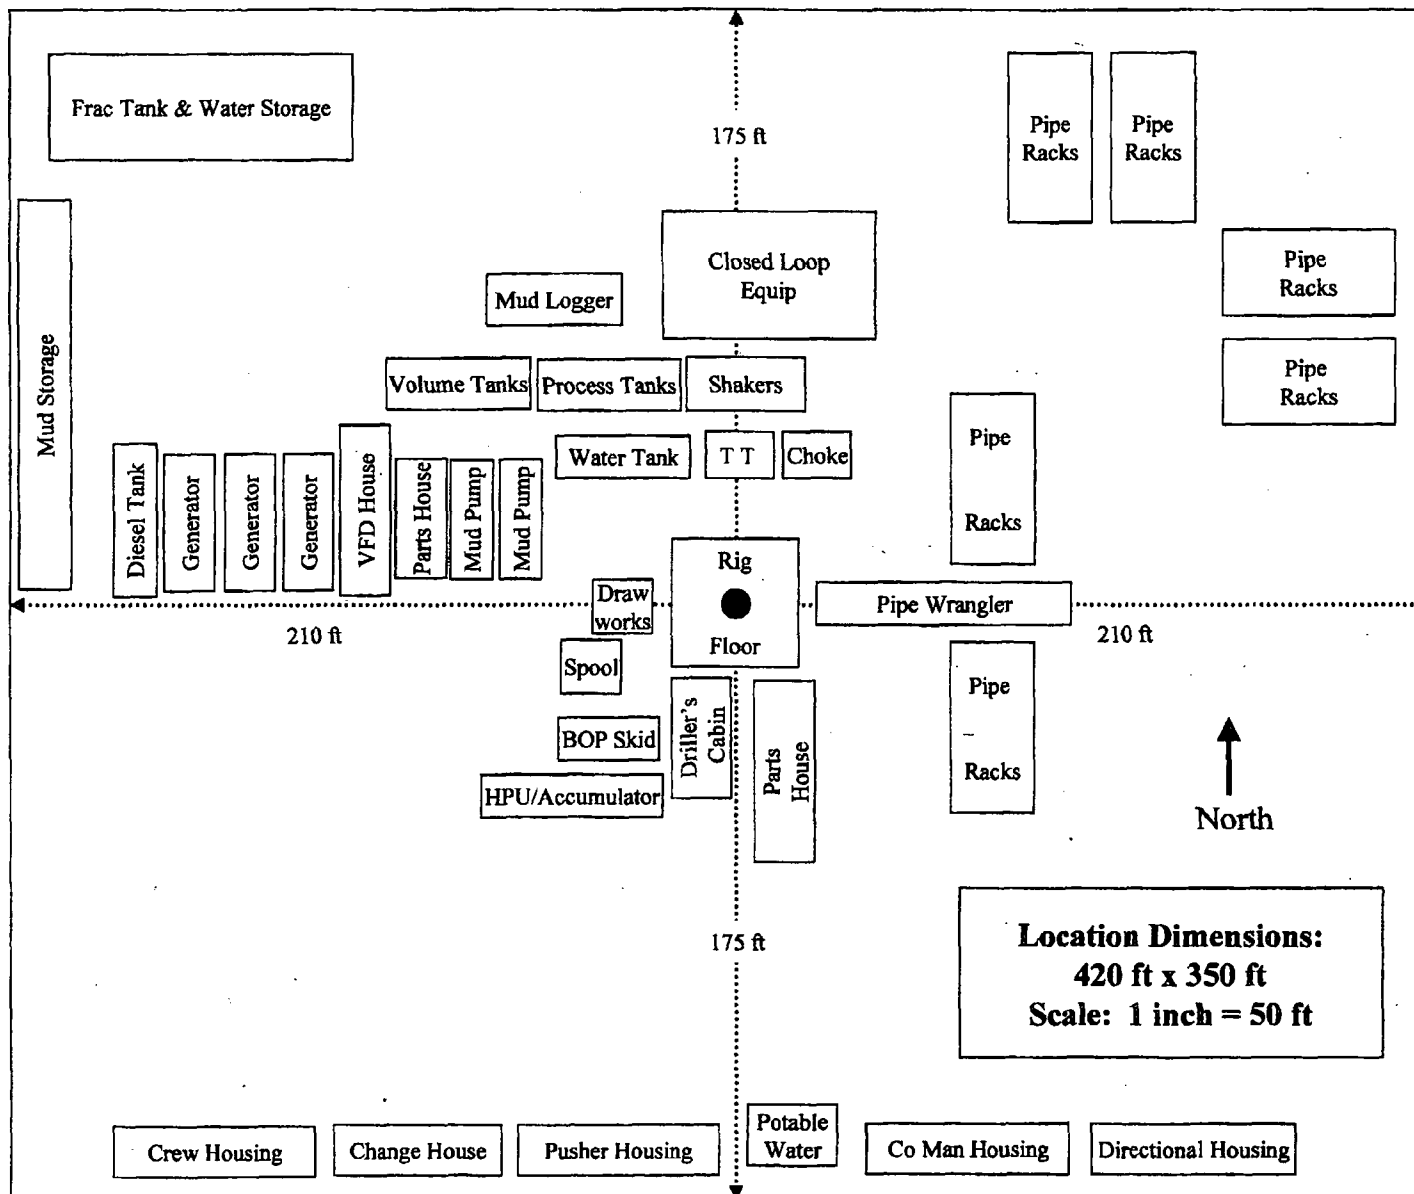 Frac Tank & Water Storage
175 ft
Pipe
Racks
Pipe
Racks
Closed Loop
Equip
Pipe
Racks
Mud Logger
Mud Storage
Volume Tanks
Process Tanks
Shakers
Pipe
Racks
Pipe
Racks
Water Tank
T T
Choke
Diesel Tank
Generator
Generator
Generator
VFD House
Parts House
Mud Pump
Mud Pump
Rig
Floor
Draw
works
Pipe Wrangler
210 ft
210 ft
Spool
Driller's
Cabin
Parts
House
Pipe
Racks
BOP Skid
HPU/Accumulator
North
175 ft
Location Dimensions:
420 ft x 350 ft
Scale: 1 inch = 50 ft
Crew Housing
Change House
Pusher Housing
Potable
Water
Co Man Housing
Directional Housing